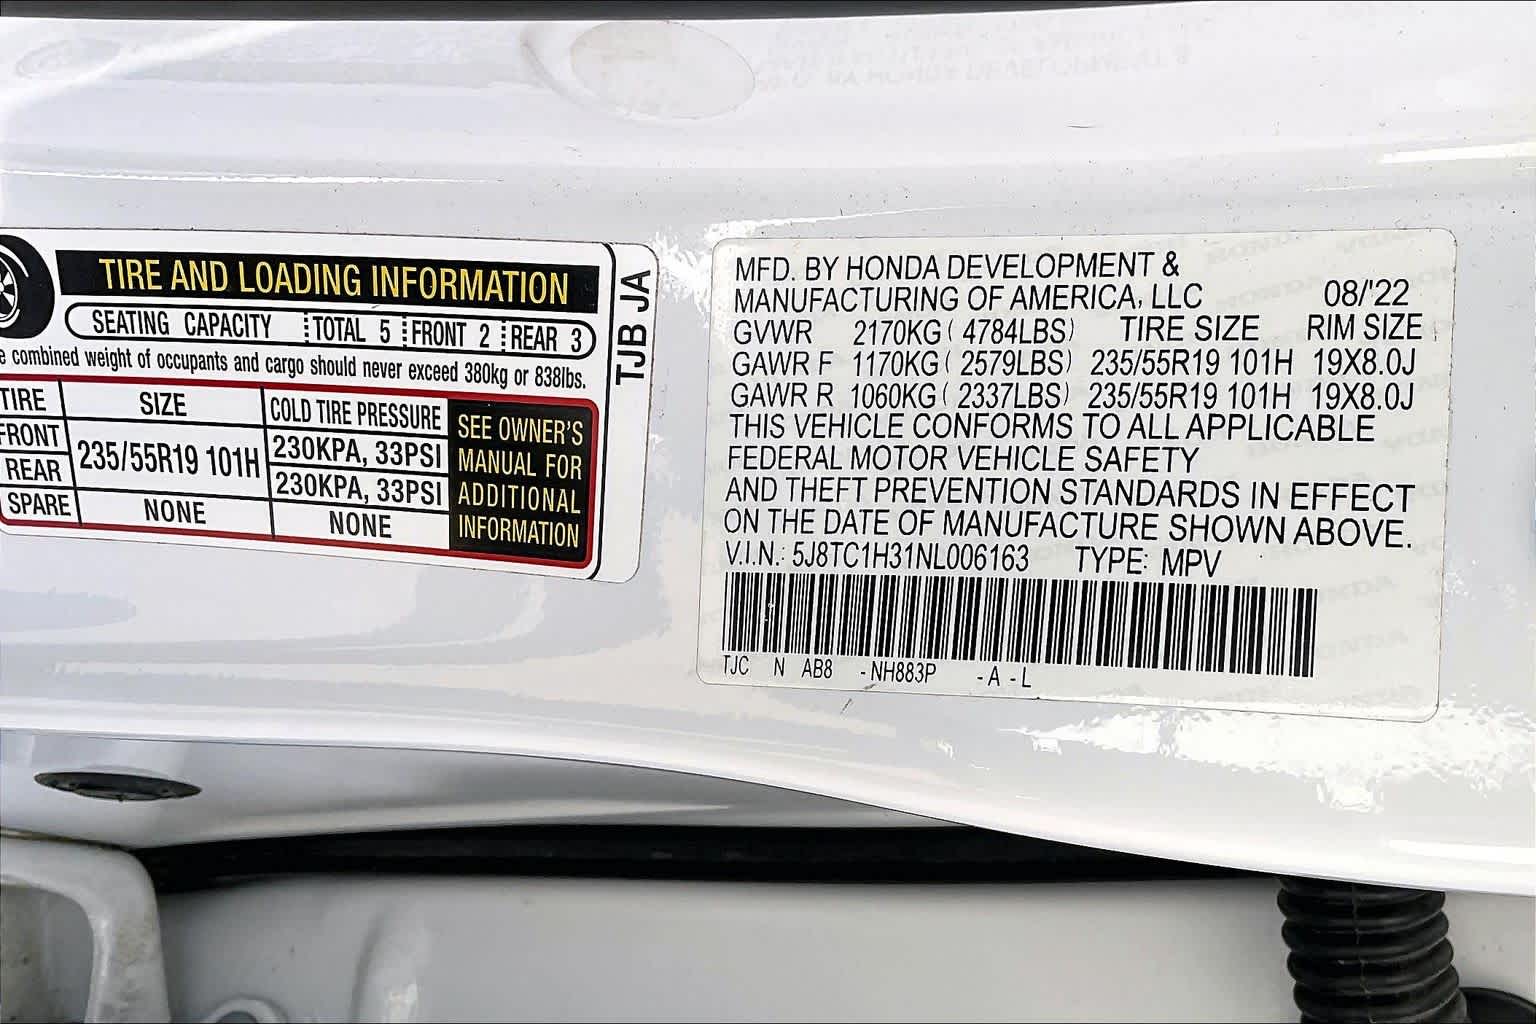 TIRE AND LOADING INFORMATION
SEATING CAPACITY TOTAL 5 FRONT 2 REAR 3
combined weight of occupants and cargo should never exceed 380kg or 838lbs.
TIRE SIZE COLD TIRE PRESSURE
FRONT 235/55R19 101H 230KPA, 33PSI
REAR 230KPA, 33PSI
SPARE NONE NONE
SEE OWNER'S
MANUAL FOR
ADDITIONAL
INFORMATION
TJB JA
MFD. BY HONDA DEVELOPMENT &
MANUFACTURING OF AMERICA, LLC 08/'22
GVWR 2170KG ( 4784LBS) TIRE SIZE RIM SIZE
GAWR F 1170KG ( 2579LBS) 235/55R19 101H 19X8.0J
GAWR R 1060KG ( 2337LBS) 235/55R19 101H 19X8.0J
THIS VEHICLE CONFORMS TO ALL APPLICABLE
FEDERAL MOTOR VEHICLE SAFETY
AND THEFT PREVENTION STANDARDS IN EFFECT
ON THE DATE OF MANUFACTURE SHOWN ABOVE.
V.I.N.: 5J8TC1H31NL006163 TYPE: MPV
TJC N AB8 -NH883P -A -L